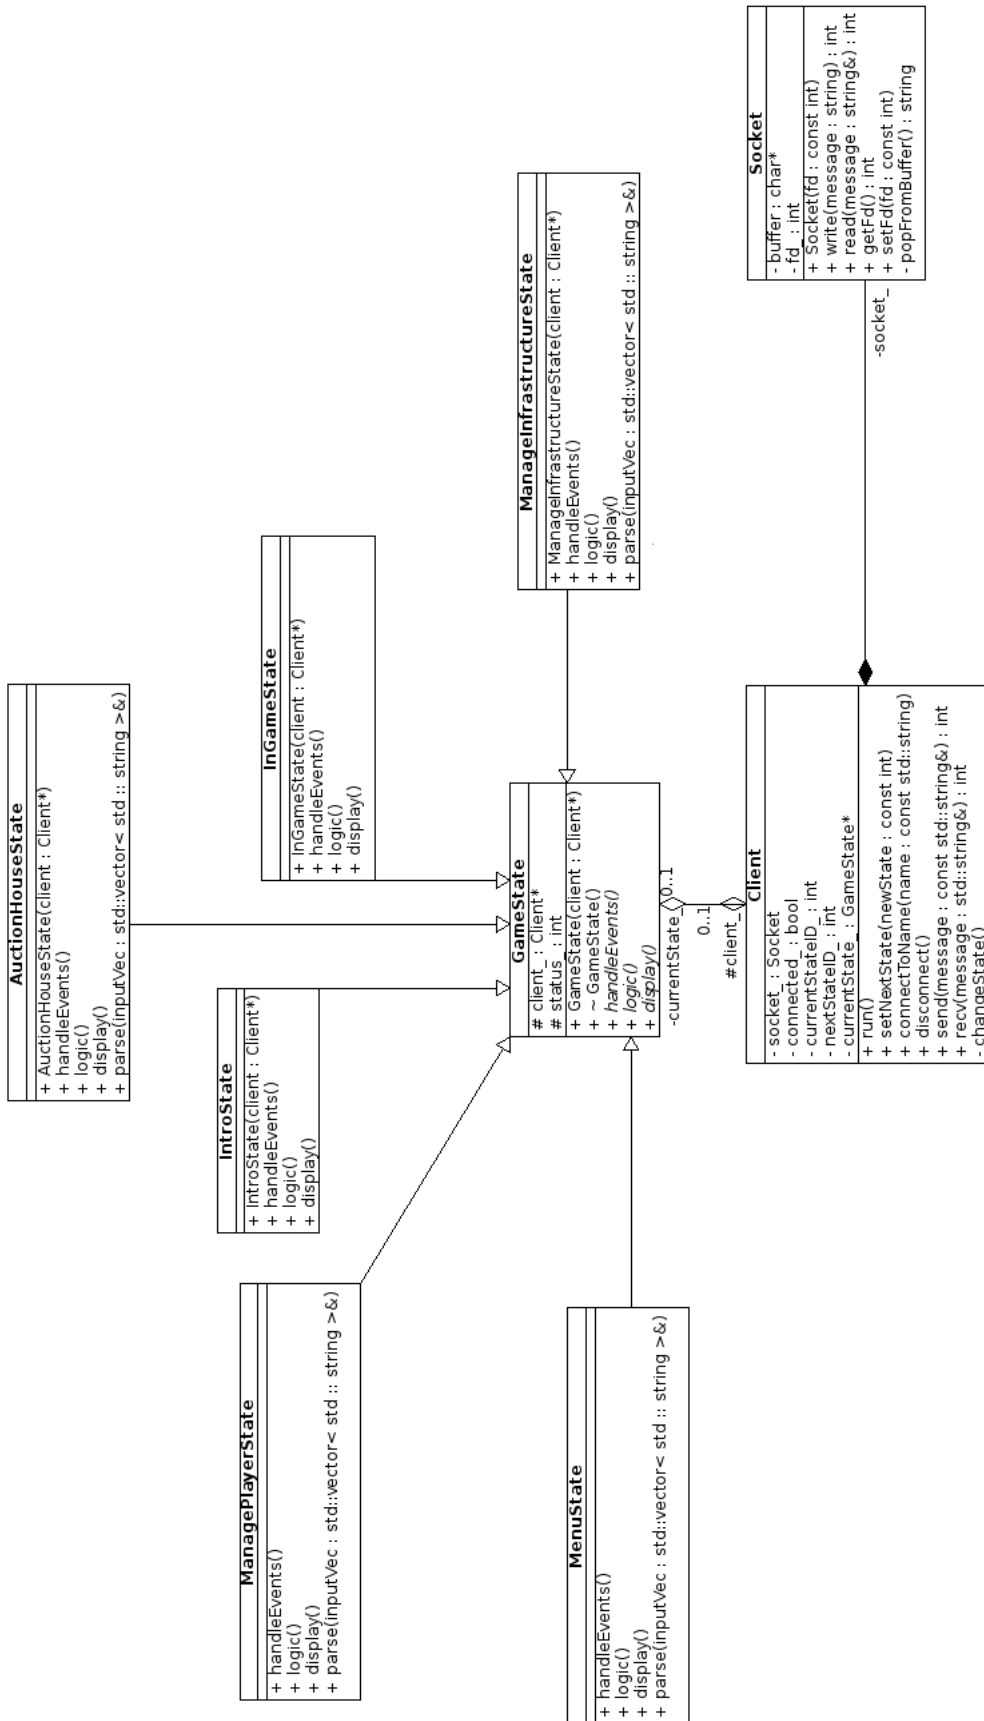 AuctionHouseState
+ AuctionHouseState(client : Client*)
+ handleEvents()
+ logic()
+ display()
+ parse(inputVec : std::vector< std :: string >&)
InGameState
+ InGameState(client : Client*)
+ handleEvents()
+ logic()
+ display()
IntroState
+ IntroState(client : Client*)
+ handleEvents()
+ logic()
+ display()
ManagePlayerState
+ handleEvents()
+ logic()
+ display()
+ parse(inputVec : std::vector< std :: string >&)
ManageInfrastructureState
+ ManageInfrastructureState(client : Client*)
+ handleEvents()
+ logic()
+ display()
+ parse(inputVec : std::vector< std :: string >&)
GameState
# client_ : Client*
# status_ : int
+ GameState(client : Client*)
+ ~ GameState()
+ handleEvents()
+ logic()
+ display()
MenuState
+ handleEvents()
+ logic()
+ display()
+ parse(inputVec : std::vector< std :: string >&)
-currentState_
0..1
0..1
#client_
Client
- socket_ : Socket
- connected_ : bool
- currentStateID_ : int
- nextStateID_ : int
- currentState_ : GameState*
+ run()
+ setNextState(newState : const int)
+ connectToName(name : const std::string)
+ disconnect()
+ send(message : const std::string&) : int
+ recv(message : std::string&) : int
- changeState()
-socket_
Socket
- buffer : char*
- fd_ : int
+ Socket(fd : const int)
+ write(message : string) : int
+ read(message : string&) : int
+ getFd() : int
+ setFd(fd : const int)
- popFromBuffer() : string